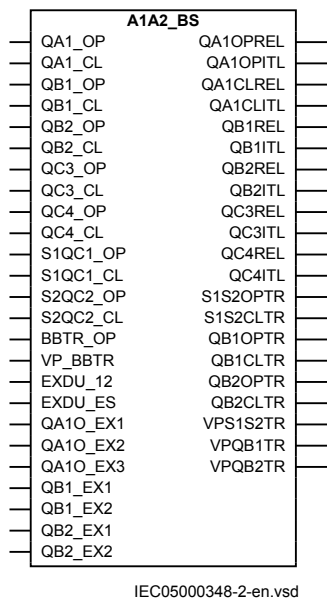 A1A2_BS
QA1_OP QA1OPREL
QA1_CL QA1OPITL
QB1_OP QA1CLREL
QB1_CL QA1CLITL
QB2_OP QB1REL
QB2_CL QB1ITL
QC3_OP QB2REL
QC3_CL QB2ITL
QC4_OP QC3REL
QC4_CL QC3ITL
S1QC1_OP QC4REL
S1QC1_CL QC4ITL
S2QC2_OP S1S2OPTR
S2QC2_CL S1S2CLTR
BBTR_OP QB1OPTR
VP_BBTR QB1CLTR
EXDU_12 QB2OPTR
EXDU_ES QB2CLTR
QA1O_EX1 VPS1S2TR
QA1O_EX2 VPQB1TR
QA1O_EX3 VPQB2TR
QB1_EX1
QB1_EX2
QB2_EX1
QB2_EX2
IEC05000348-2-en.vsd